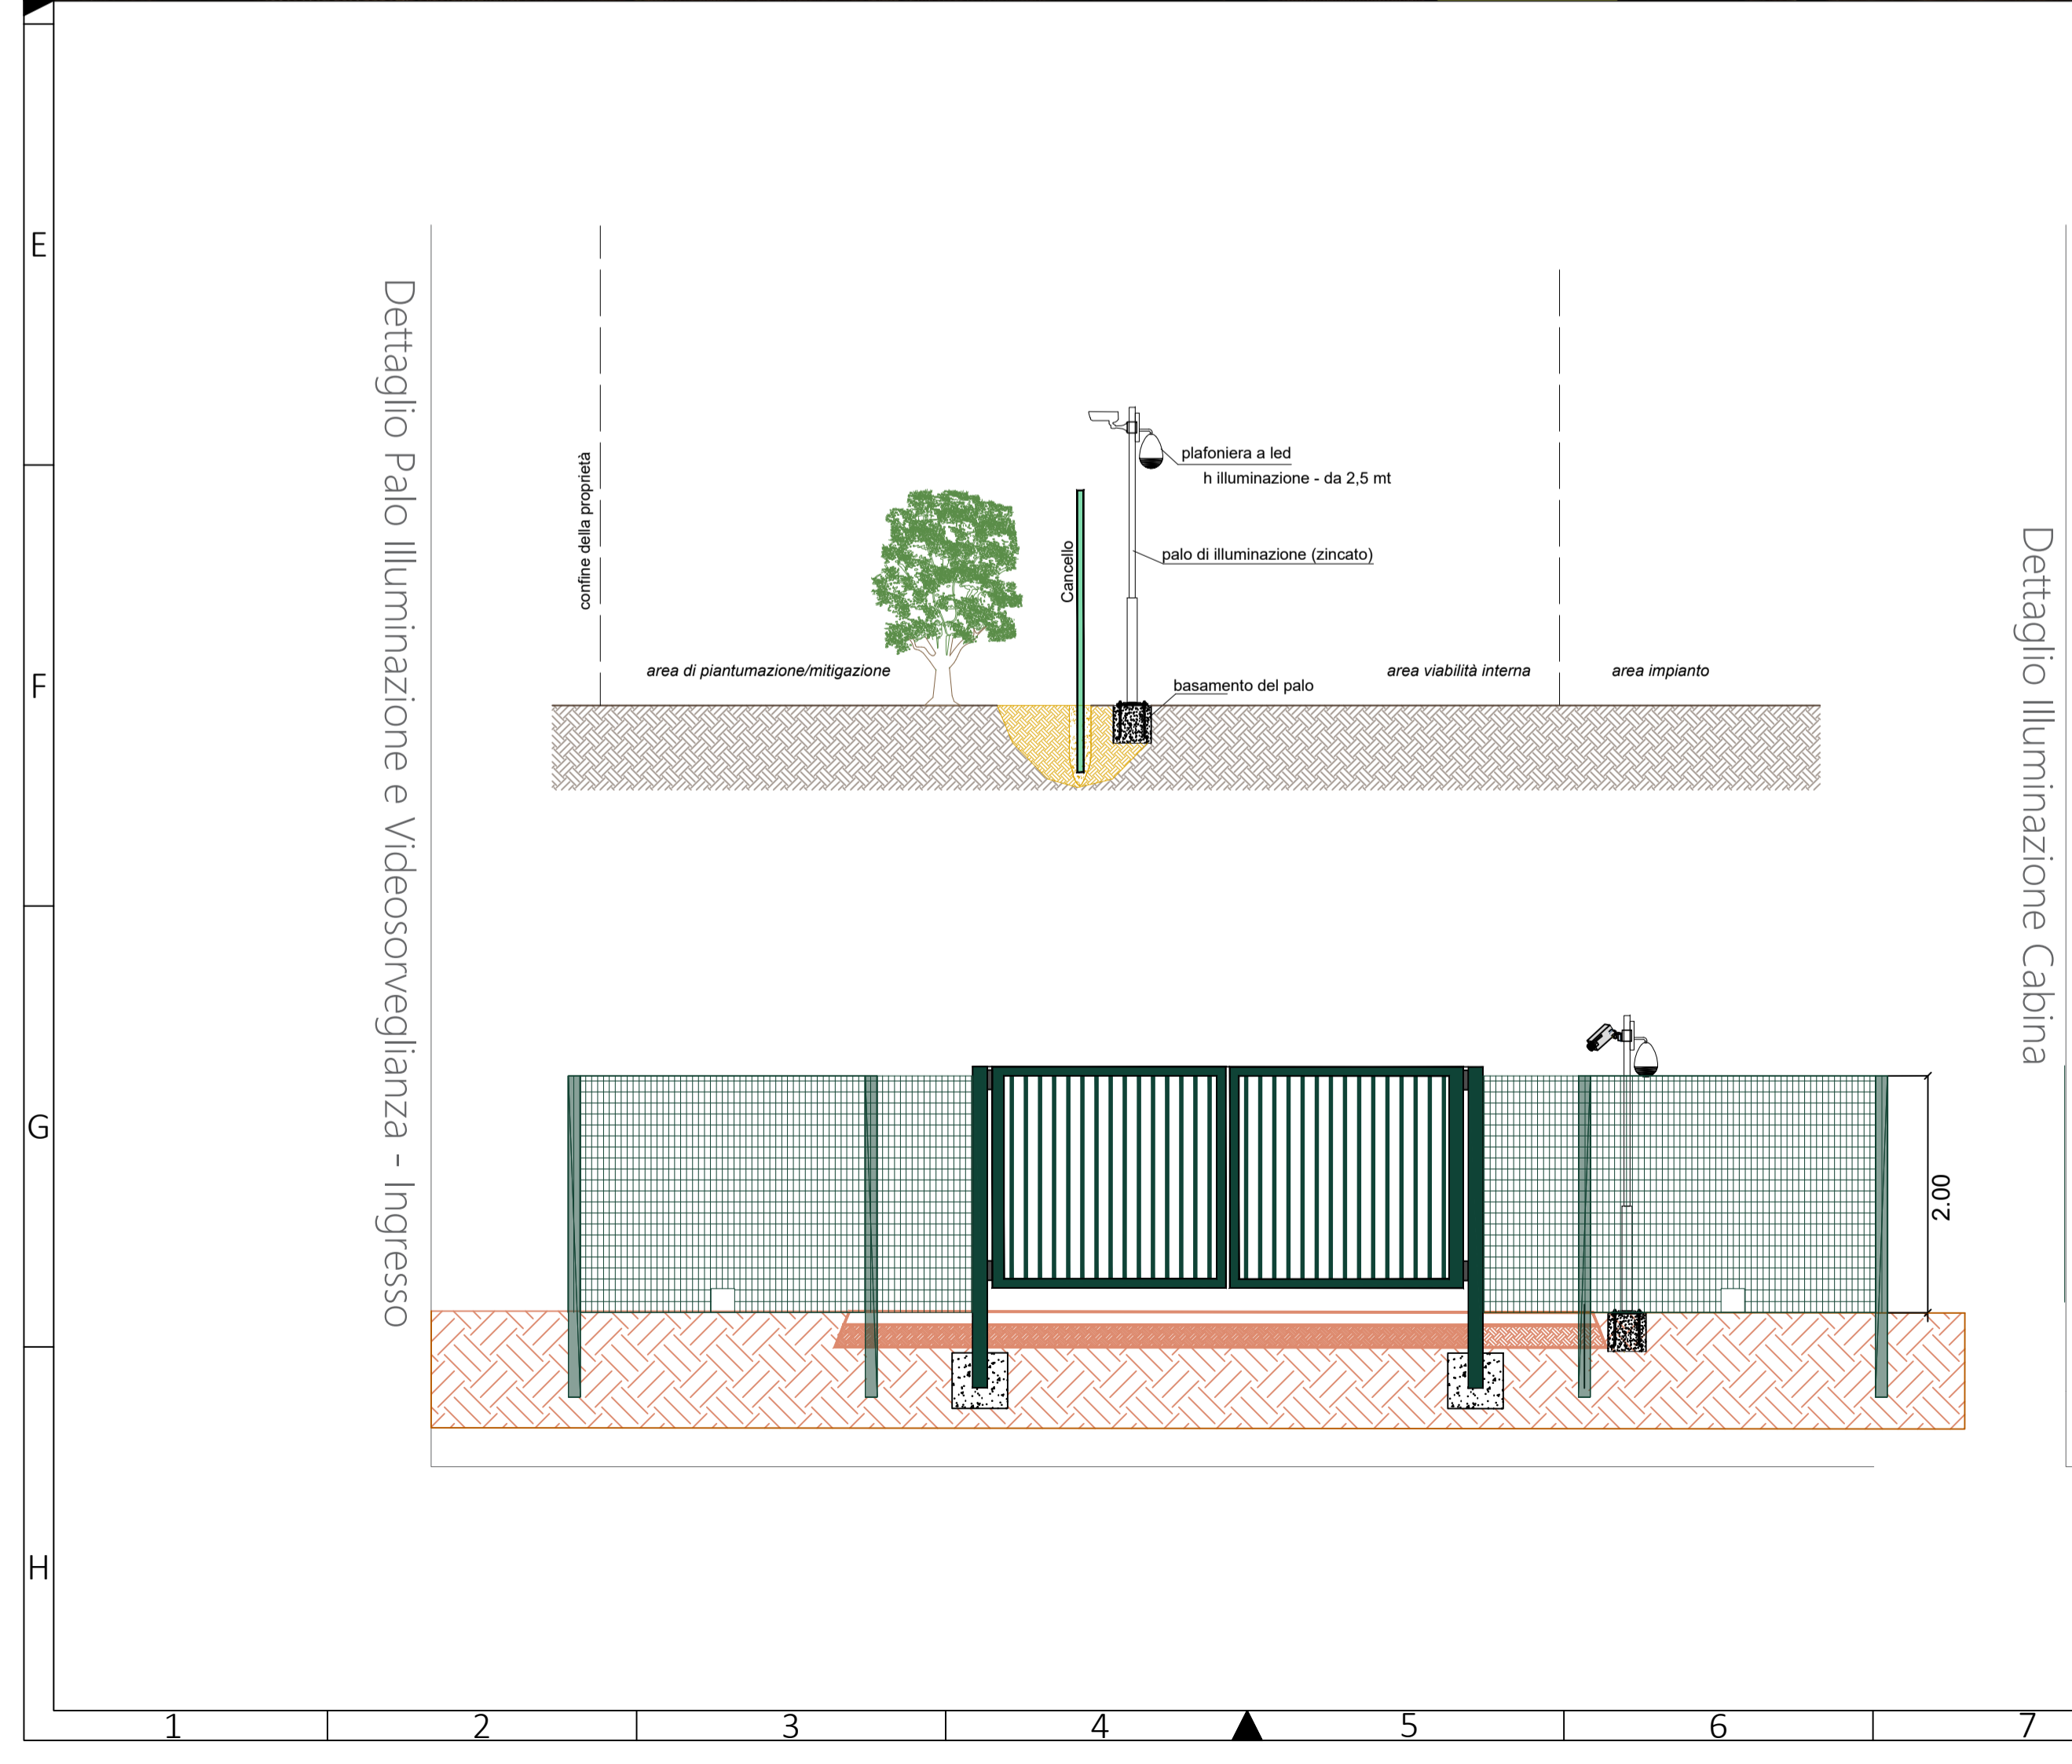 E
F
G
H
Dettaglio Palo Illuminazione e Videosorveglianza - Ingresso
confine della proprietà
plafoniera a led
h illuminazione - da 2,5 mt
Cancello
palo di illuminazione (zincato)
area di piantumazione/mitigazione
basamento del palo
area viabilità interna
area impianto
2.00
Dettaglio Illuminazione Cabina
1
2
3
4
5
6
7